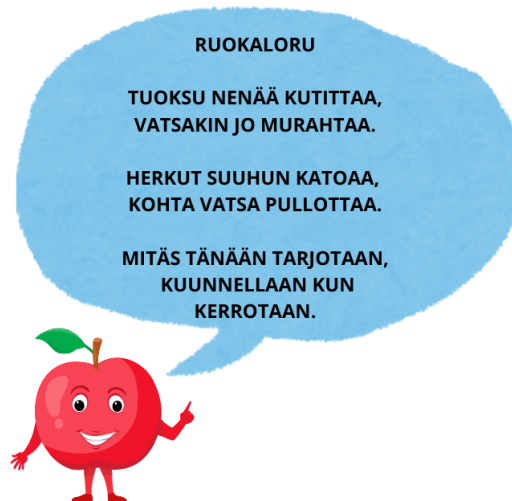 RUOKALORU
TUOKSU NENÄÄ KUTITTAA,
VATSAKIN JO MURAHTAA.
HERKUT SUUHUN KATOAA,
KOHTA VATSA PULLOTTAA.
MITÄS TÄNÄÄN TARJOTAAN,
KUUNNELLAAN KUN
KERROTAAN.